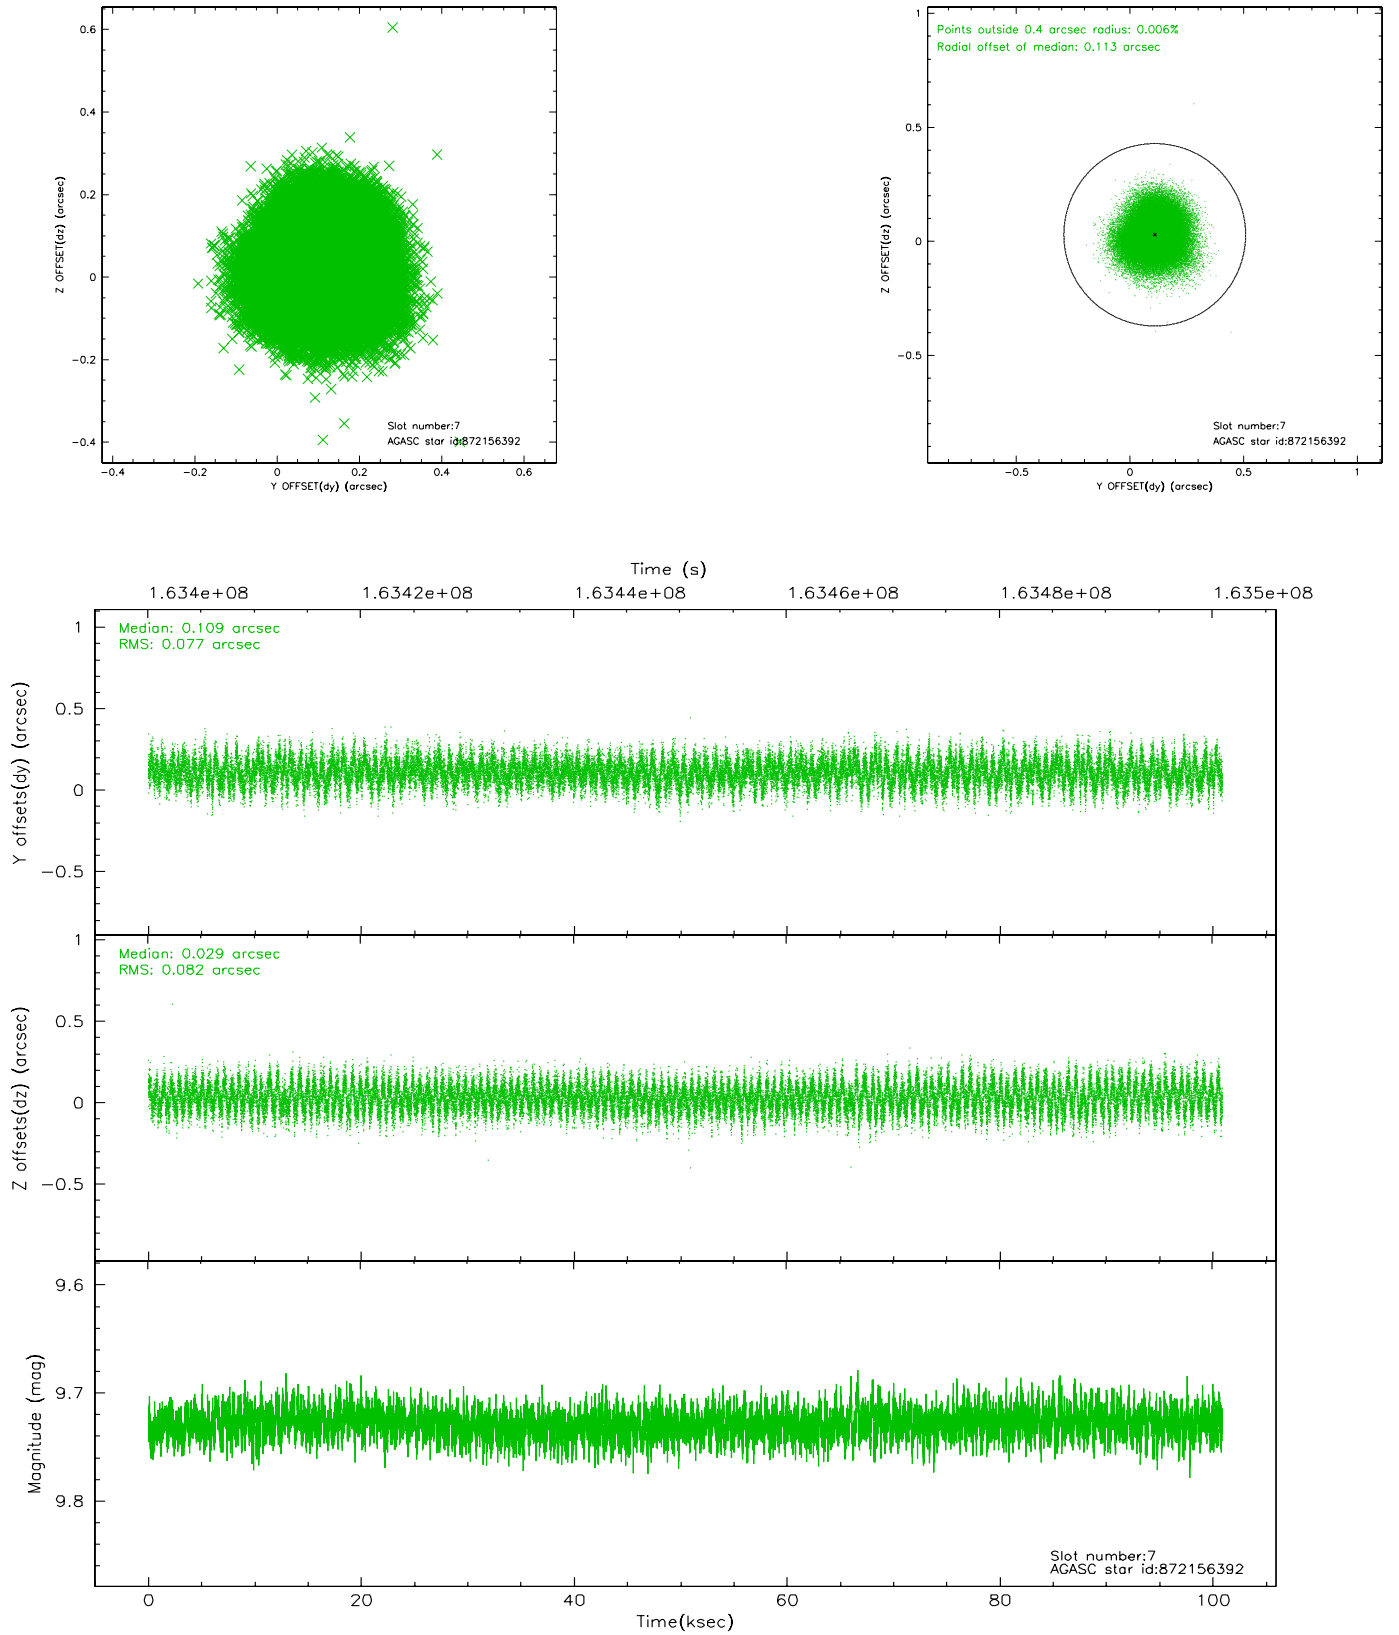 0.6
0.4
0.2
0
−0.2
−0.4
Z OFFSET(dz) (arcsec)
Slot number:7
AGASC star id:872156392
−0.4 −0.2 0 0.2 0.4 0.6
Y OFFSET(dy) (arcsec)
Points outside 0.4 arcsec radius: 0.006%
Radial offset of median: 0.113 arcsec
1
0.5
0
−0.5
Z OFFSET(dz) (arcsec)
Slot number:7
AGASC star id:872156392
−0.5 0 0.5 1
Y OFFSET(dy) (arcsec)
Time (s)
1.634e+08 1.6342e+08 1.6344e+08 1.6346e+08 1.6348e+08 1.635e+08
Median: 0.109 arcsec
RMS: 0.077 arcsec
1
0.5
0
−0.5
Y offsets(dy) (arcsec)
Median: 0.029 arcsec
RMS: 0.082 arcsec
1
0.5
0
−0.5
Z offsets(dz) (arcsec)
9.6
9.7
9.8
Magnitude (mag)
Slot number:7
AGASC star id:872156392
0 20 40 60 80 100
Time(ksec)